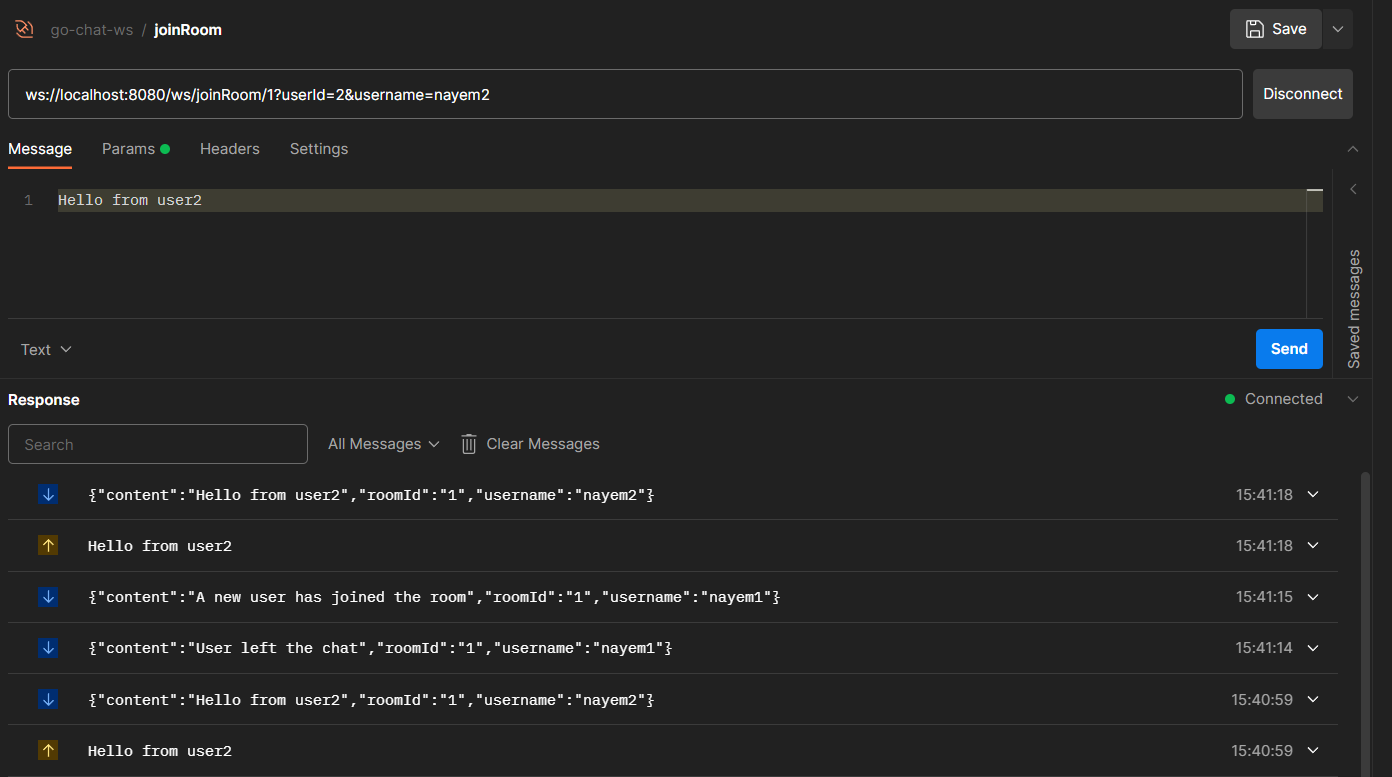 go-chat-ws / joinRoom
Save
ws://localhost:8080/ws/joinRoom/1?userId=2&username=nayem2
Disconnect
Message Params Headers Settings
1 Hello from user2
Saved messages
Text
Send
Response
Connected
Search
All Messages
Clear Messages
{"content":"Hello from user2","roomId":"1","username":"nayem2"} 15:41:18
Hello from user2 15:41:18
{"content":"A new user has joined the room","roomId":"1","username":"nayem1"} 15:41:15
{"content":"User left the chat","roomId":"1","username":"nayem1"} 15:41:14
{"content":"Hello from user2","roomId":"1","username":"nayem2"} 15:40:59
Hello from user2 15:40:59